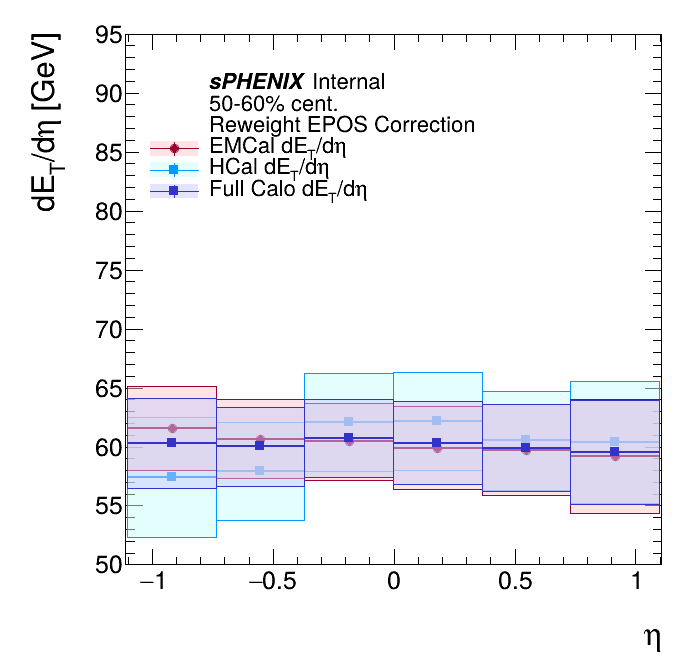 dE_T/dη [GeV]
95
90
85
80
75
70
65
60
55
50
sPHENIX Internal
50-60% cent.
Reweight EPOS Correction
EMCal dE_T/dη
HCal dE_T/dη
Full Calo dE_T/dη
−1 −0.5 0 0.5 1
η